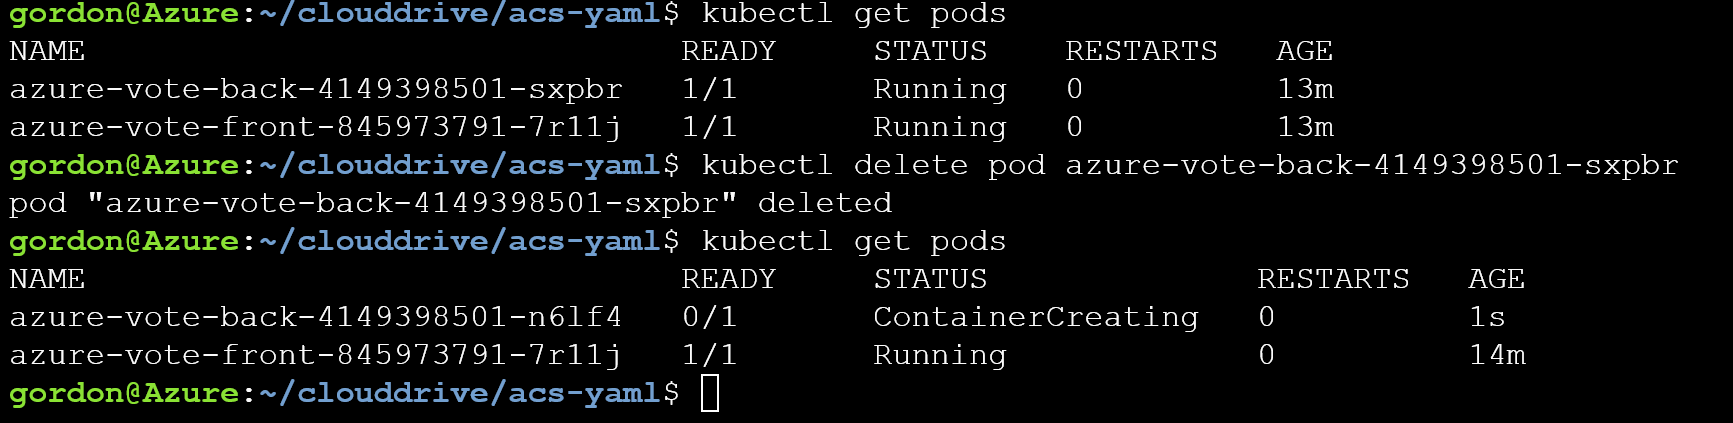 gordon@Azure:~/clouddrive/acs-yaml$ kubectl get pods
NAME READY STATUS RESTARTS AGE
azure-vote-back-4149398501-sxpbr 1/1 Running 0 13m
azure-vote-front-845973791-7r11j 1/1 Running 0 13m
gordon@Azure:~/clouddrive/acs-yaml$ kubectl delete pod azure-vote-back-4149398501-sxpbr
pod "azure-vote-back-4149398501-sxpbr" deleted
gordon@Azure:~/clouddrive/acs-yaml$ kubectl get pods
NAME READY STATUS RESTARTS AGE
azure-vote-back-4149398501-n6lf4 0/1 ContainerCreating 0 1s
azure-vote-front-845973791-7r11j 1/1 Running 0 14m
gordon@Azure:~/clouddrive/acs-yaml$